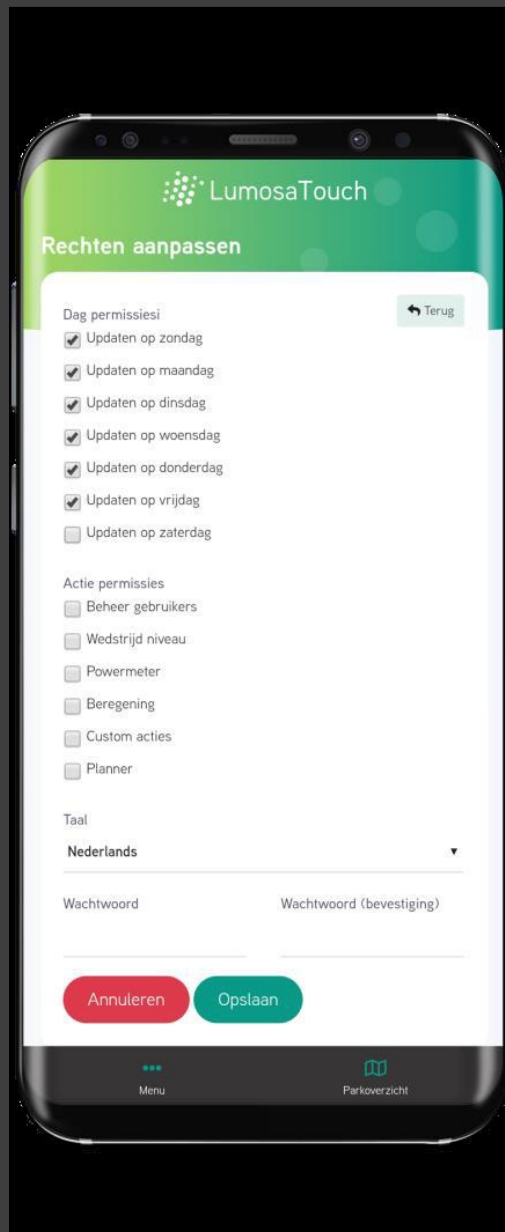 LumosaTouch
Rechten aanpassen
Terug
Dag permissiesi
Updaten op zondag
Updaten op maandag
Updaten op dinsdag
Updaten op woensdag
Updaten op donderdag
Updaten op vrijdag
Updaten op zaterdag
Actie permissies
Beheer gebruikers
Wedstrijd niveau
Powermeter
Beregening
Custom acties
Planner
Taal
Nederlands
Wachtwoord Wachtwoord (bevestiging)
Annuleren Opslaan
Menu Parkoverzicht